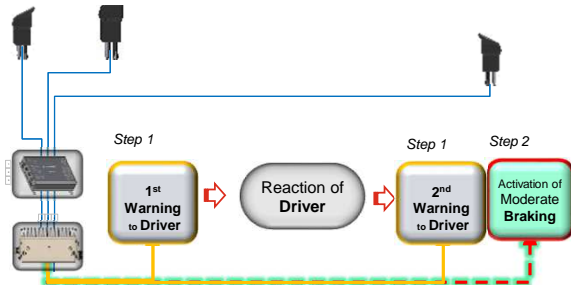 Step 1
Step 1
Step 2
1st
Warning
to Driver
Reaction of
Driver
2nd
Warning
to Driver
Activation of
Moderate
Braking